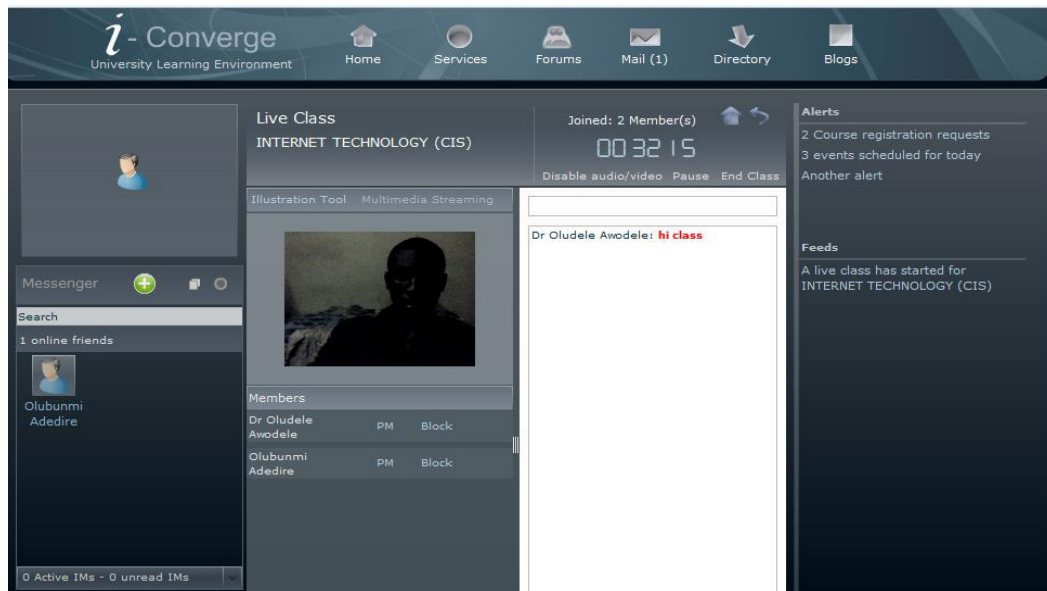 i - Converge
University Learning Environment
Home
Services
Forums
Mail (1)
Directory
Blogs
Live Class
INTERNET TECHNOLOGY (CIS)
Joined: 2 Member(s)
00 32 15
Disable audio/video Pause End Class
Illustration Tool Multimedia Streaming
Dr Oludele Awodele: hi class
Members
Dr Oludele
Awodele
PM Block
Olubunmi
Adedire
PM Block
Messenger
Search
1 online friends
Olubunmi
Adedire
0 Active IMs - 0 unread IMs
Alerts
2 Course registration requests
3 events scheduled for today
Another alert
Feeds
A live class has started for
INTERNET TECHNOLOGY (CIS)